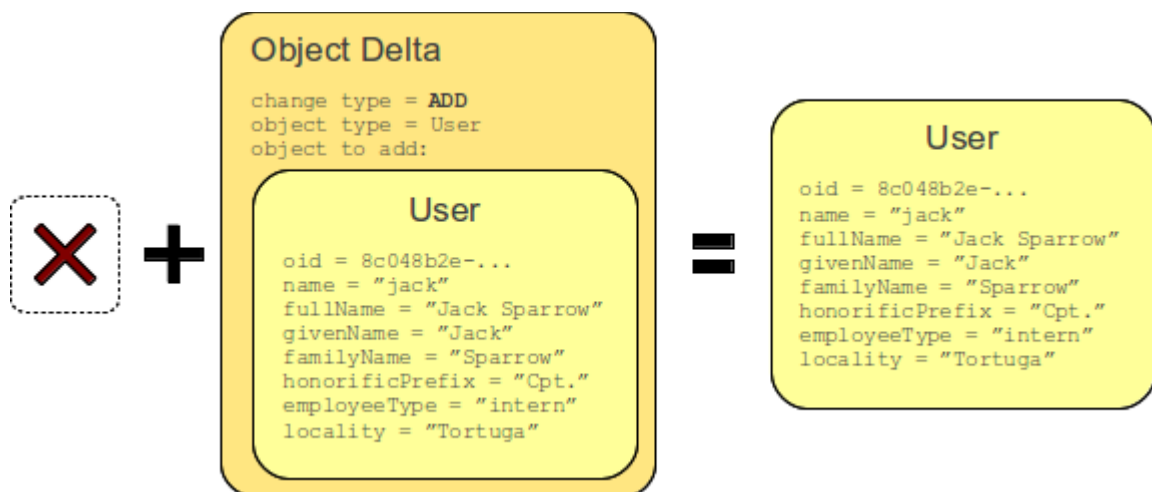 Object Delta
change type = ADD
object type = User
object to add:
User
oid = 8c048b2e-...
name = ”jack”
fullName = ”Jack Sparrow”
givenName = ”Jack”
familyName = ”Sparrow”
honorificPrefix = ”Cpt.”
employeeType = ”intern”
locality = ”Tortuga”
User
oid = 8c048b2e-...
name = ”jack”
fullName = ”Jack Sparrow”
givenName = ”Jack”
familyName = ”Sparrow”
honorificPrefix = ”Cpt.”
employeeType = ”intern”
locality = ”Tortuga”